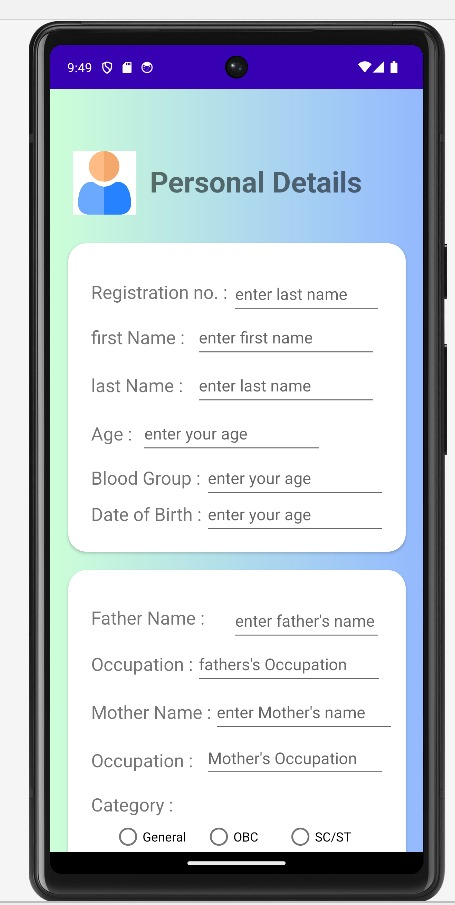 9:49
Personal Details
Registration no. : enter last name
first Name : enter first name
last Name : enter last name
Age : enter your age
Blood Group : enter your age
Date of Birth : enter your age
Father Name : enter father's name
Occupation : fathers's Occupation
Mother Name : enter Mother's name
Occupation : Mother's Occupation
Category :
General OBC SC/ST